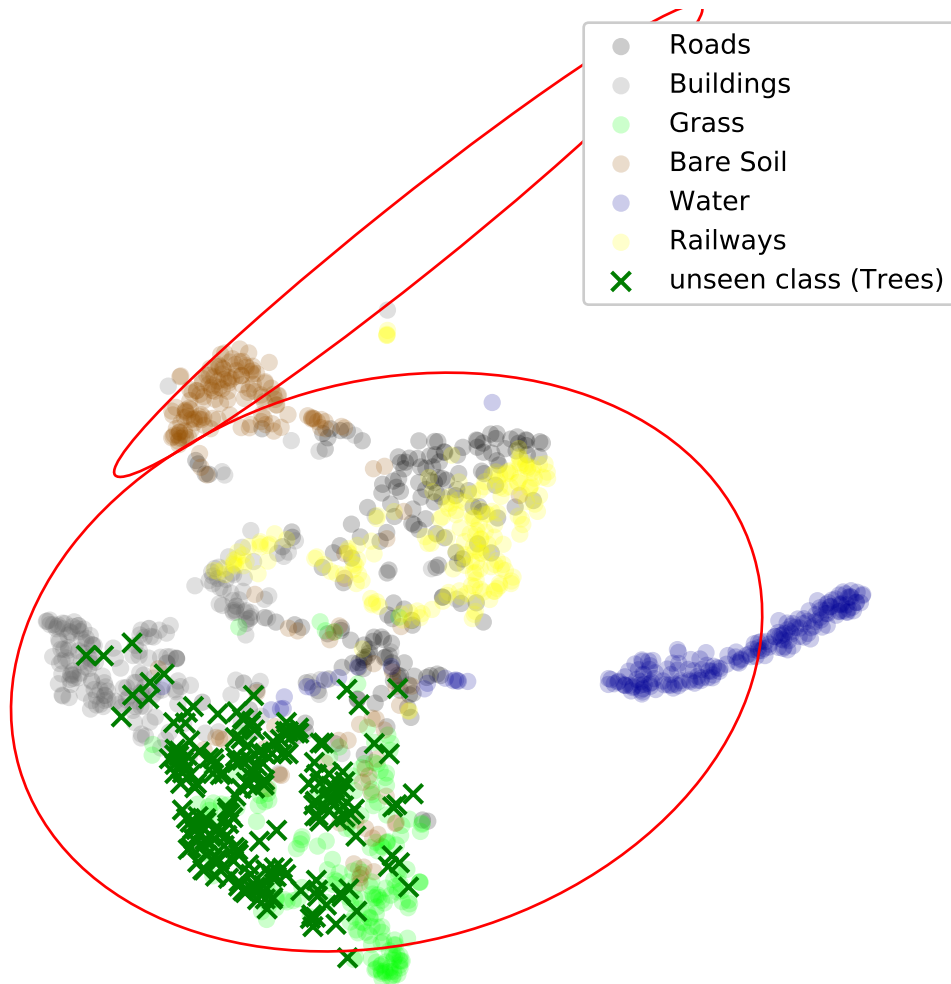 Roads
Buildings
Grass
Bare Soil
Water
Railways
unseen class (Trees)